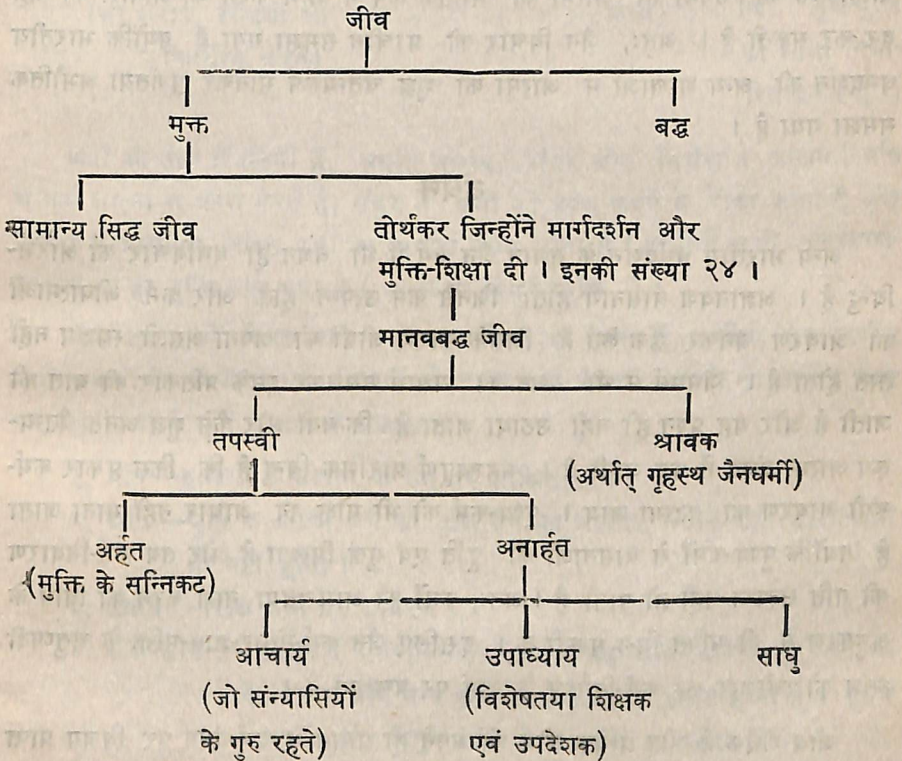 जीव
मुक्त बद्ध
सामान्य सिद्ध जीव तीर्थंकर जिन्होंने मार्गदर्शन और
मुक्ति-शिक्षा दी । इनकी संख्या २४ ।
मानवबद्ध जीव
तपस्वी श्रावक
(अर्थात् गृहस्थ जैनधर्मी)
अर्हत अनार्हत
(मुक्ति के सन्निकट)
आचार्य उपाध्याय साधु
(जो संन्यासियों (विशेषतया शिक्षक
के गुरु रहते) एवं उपदेशक)